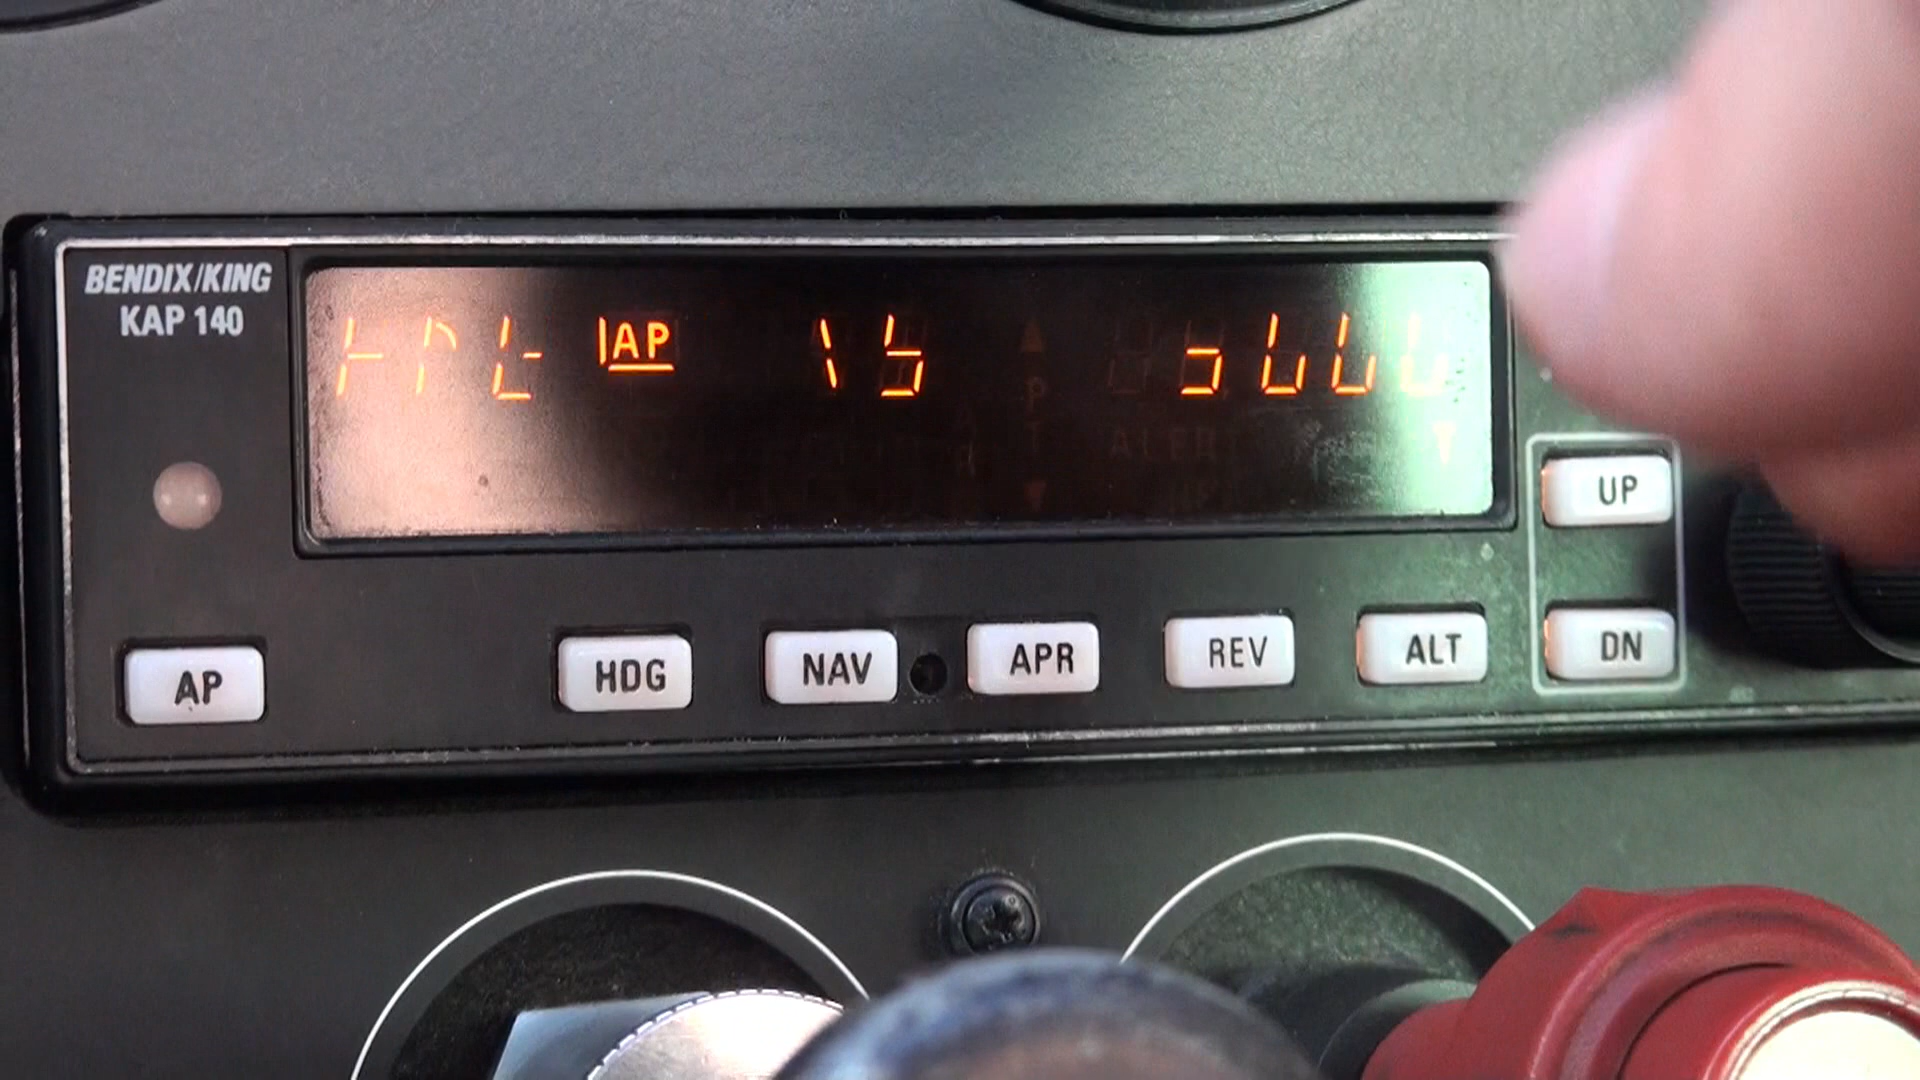 BENDIX/KING
KAP 140
AP
UP
AP
HDG
NAV
APR
REV
ALT
DN